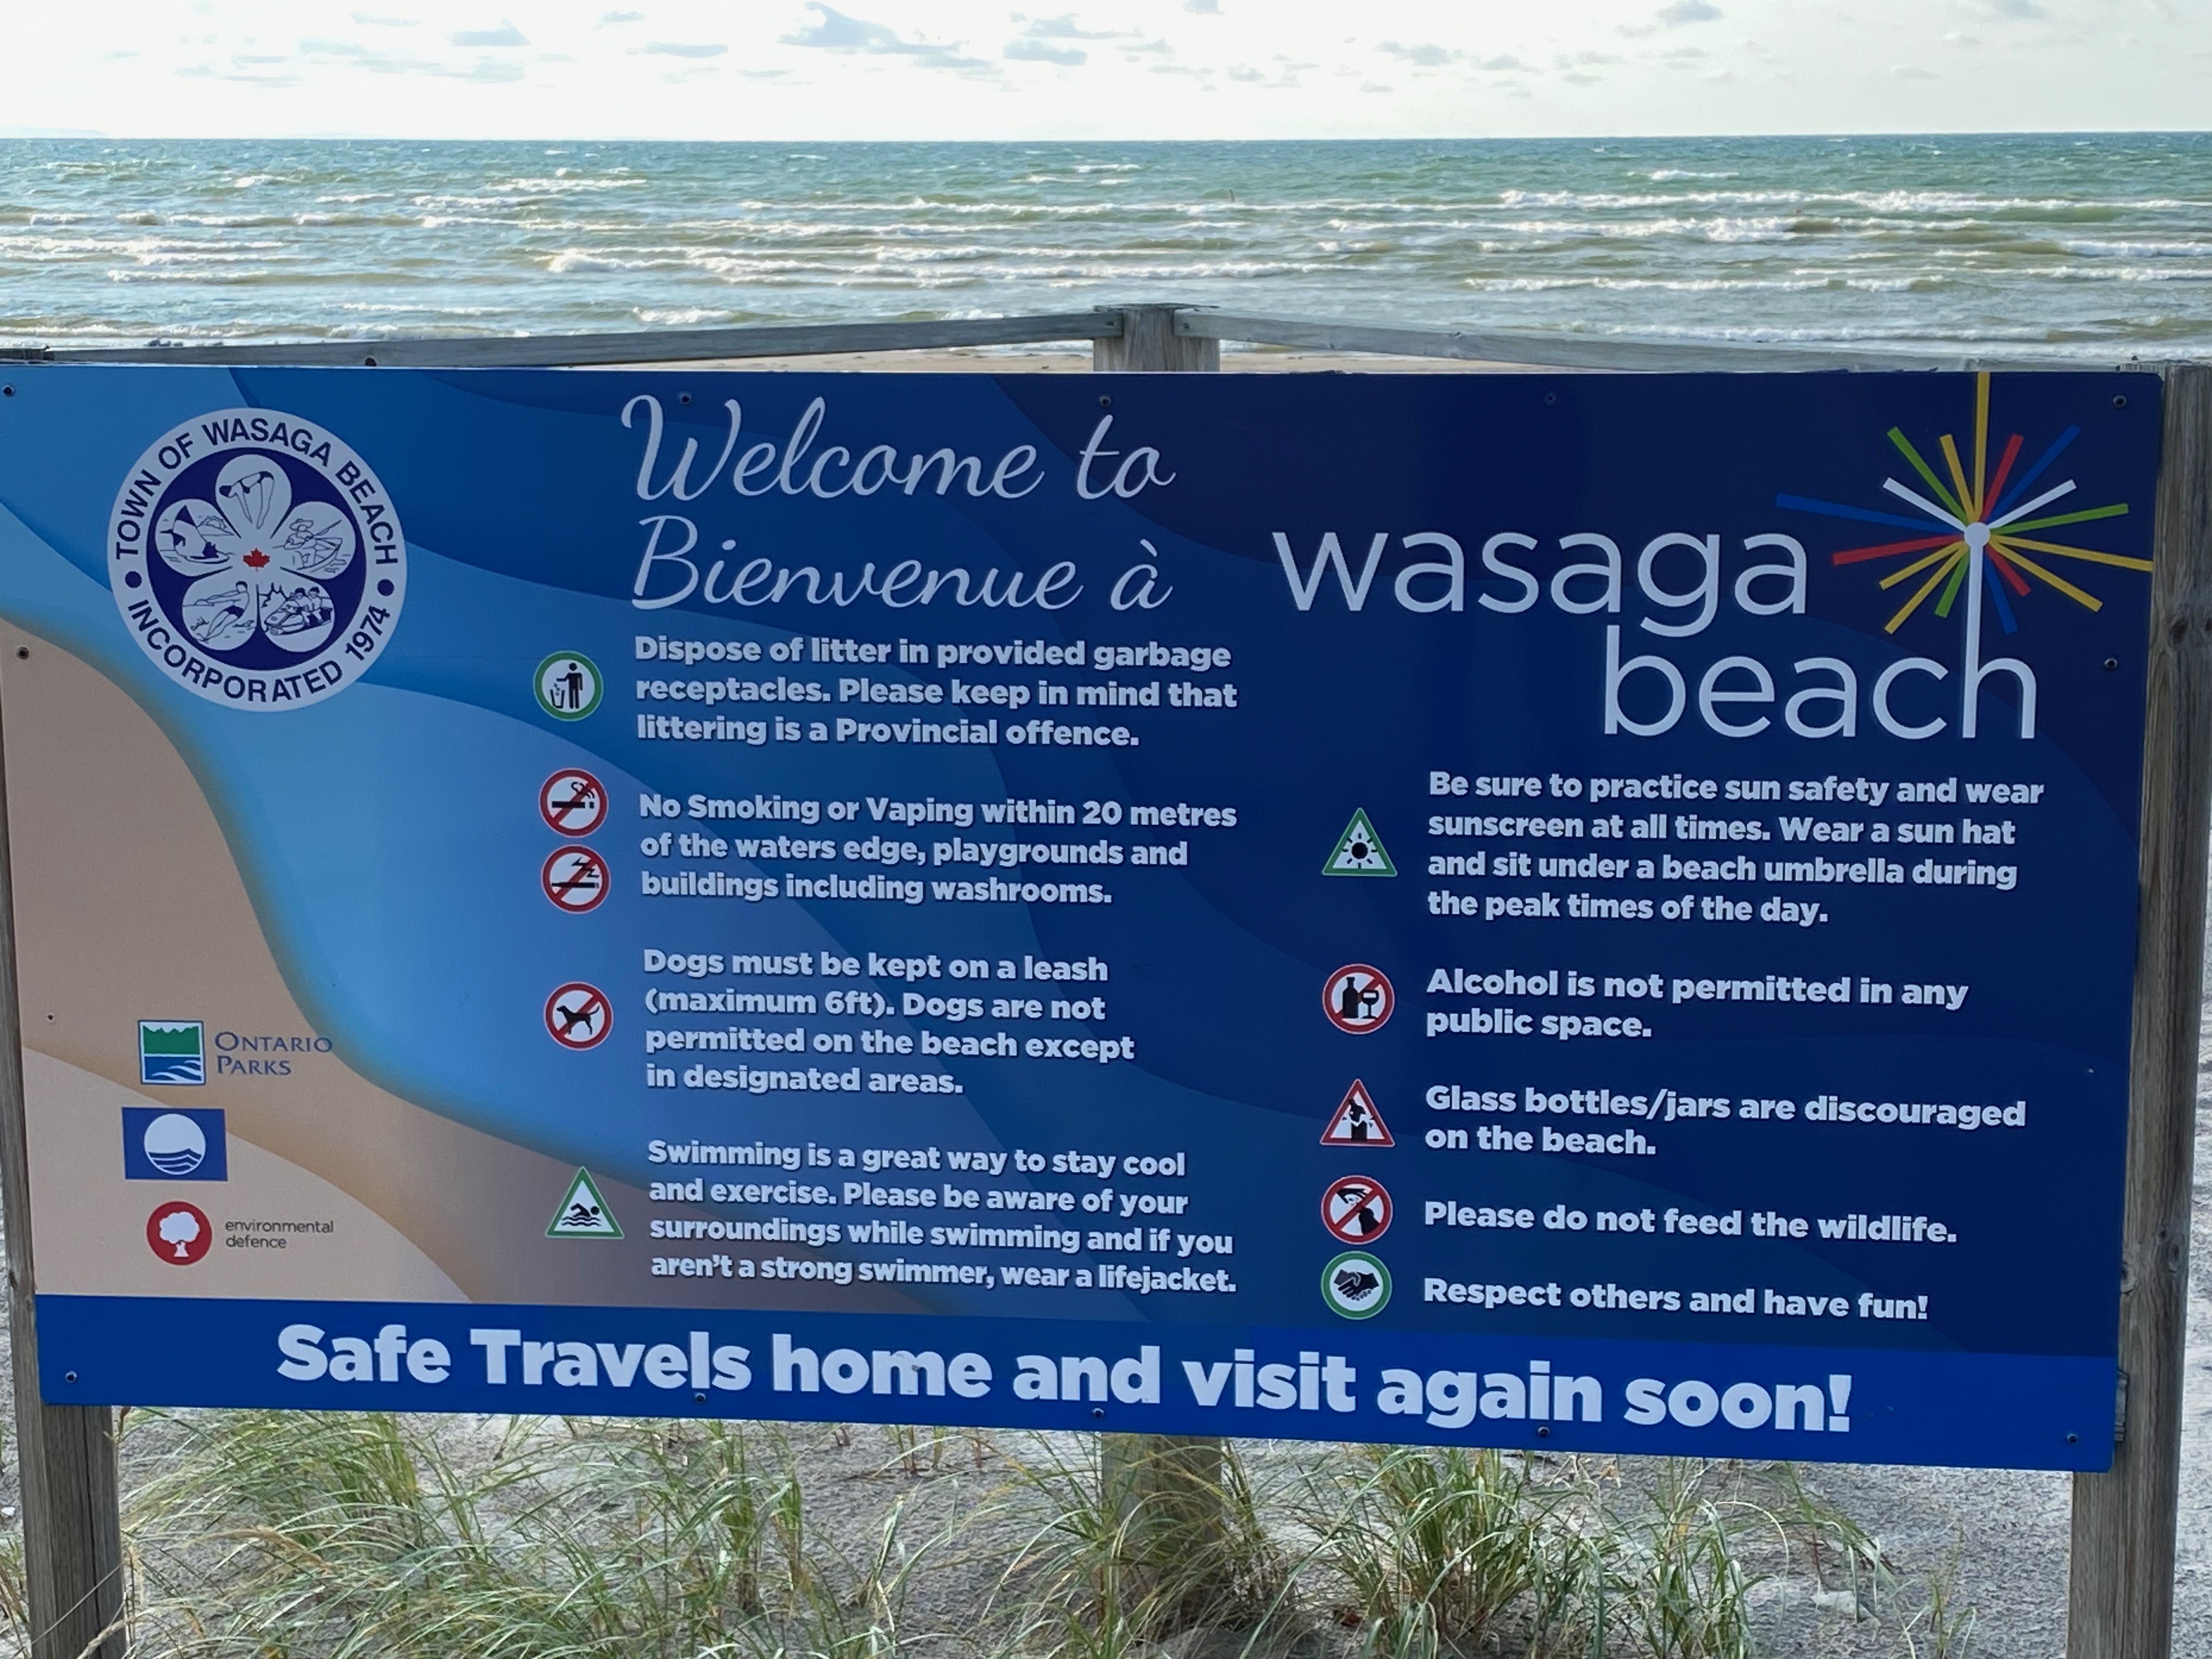 TOWN OF WASAGA BEACH
INCORPORATED 1974
Welcome to
Bienvenue à
wasaga
beach
Dispose of litter in provided garbage
receptacles. Please keep in mind that
littering is a Provincial offence.
No Smoking or Vaping within 20 metres
of the waters edge, playgrounds and
buildings including washrooms.
Dogs must be kept on a leash
(maximum 6ft). Dogs are not
permitted on the beach except
in designated areas.
Swimming is a great way to stay cool
and exercise. Please be aware of your
surroundings while swimming and if you
aren't a strong swimmer, wear a lifejacket.
Be sure to practice sun safety and wear
sunscreen at all times. Wear a sun hat
and sit under a beach umbrella during
the peak times of the day.
Alcohol is not permitted in any
public space.
Glass bottles/jars are discouraged
on the beach.
Please do not feed the wildlife.
Respect others and have fun!
ONTARIO
PARKS
environmental
defence
Safe Travels home and visit again soon!